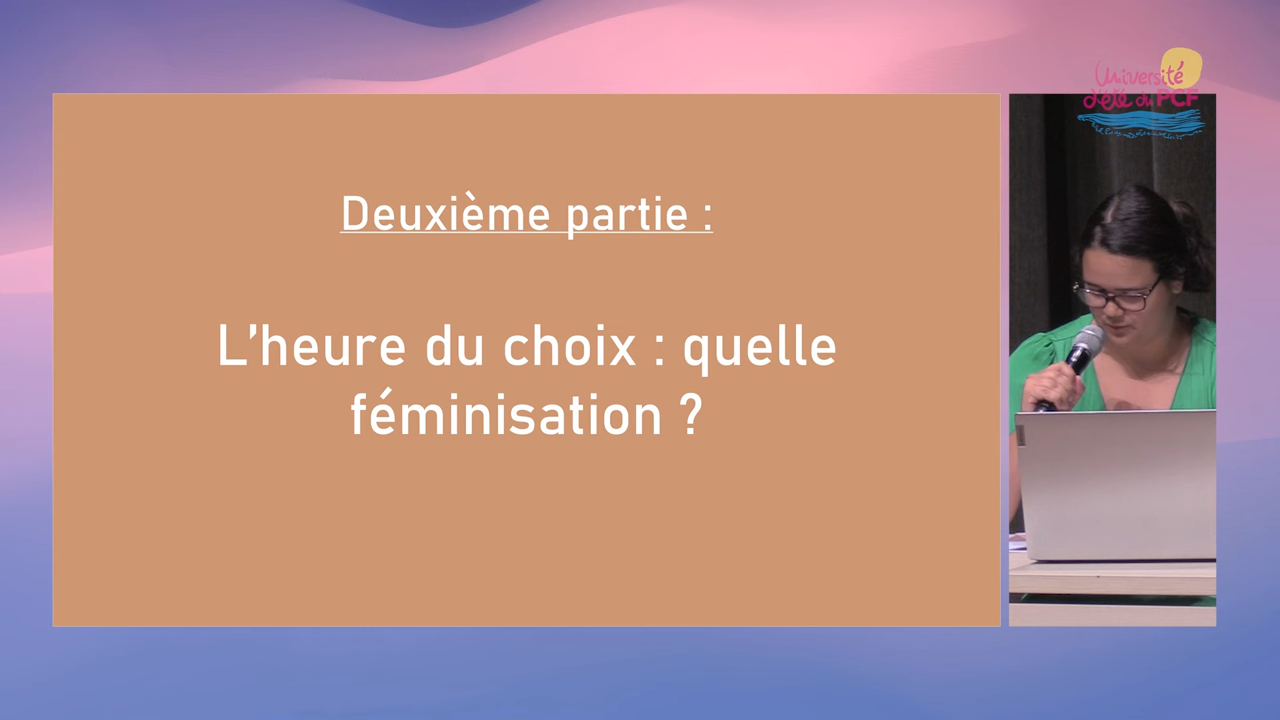 Deuxième partie :
L’heure du choix : quelle
féminisation ?
Université
d'été du PCF